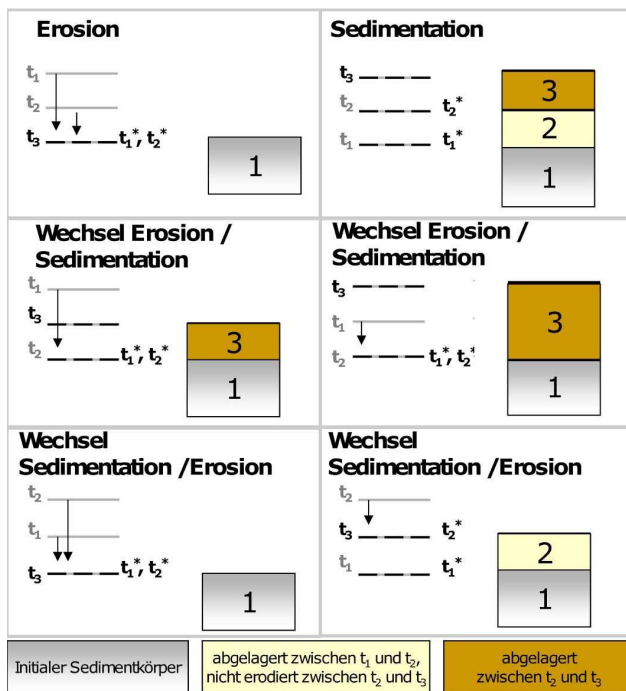 Erosion
t₁
t₂
t₃ t₁*, t₂*
1
Sedimentation
t₃
t₂ t₂*
t₁ t₁*
3
2
1
Wechsel Erosion /
Sedimentation
t₁
t₃
t₂ t₁*, t₂*
3
1
Wechsel Erosion /
Sedimentation
t₃
t₁
t₂ t₁*, t₂*
3
1
Wechsel
Sedimentation /Erosion
t₂
t₁
t₃ t₁*, t₂*
1
Wechsel
Sedimentation /Erosion
t₂
t₃ t₂*
t₁ t₁*
2
1
Initialer Sedimentkörper
abgelagert zwischen t₁ und t₂,
nicht erodiert zwischen t₂ und t₃
abgelagert
zwischen t₂ und t₃